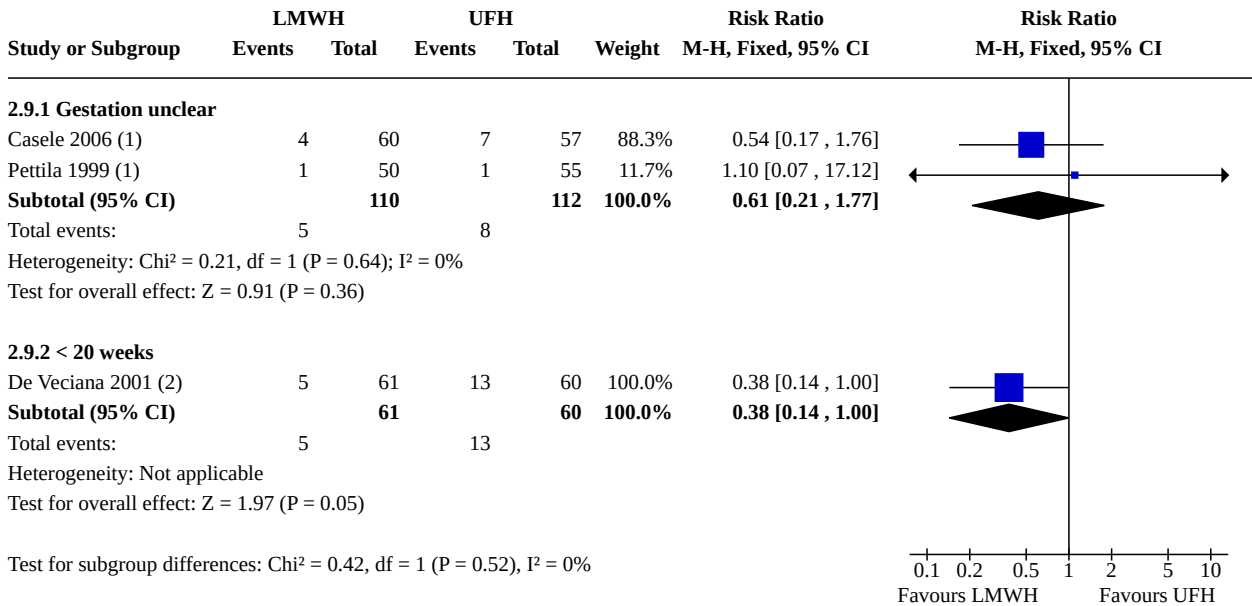 LMWH UFH Risk Ratio Risk Ratio
Study or Subgroup Events Total Events Total Weight M-H, Fixed, 95% CI M-H, Fixed, 95% CI
2.9.1 Gestation unclear
Casele 2006 (1) 4 60 7 57 88.3% 0.54 [0.17 , 1.76]
Pettila 1999 (1) 1 50 1 55 11.7% 1.10 [0.07 , 17.12]
Subtotal (95% CI) 110 112 100.0% 0.61 [0.21 , 1.77]
Total events: 5 8
Heterogeneity: Chi² = 0.21, df = 1 (P = 0.64); I² = 0%
Test for overall effect: Z = 0.91 (P = 0.36)
2.9.2 < 20 weeks
De Veciana 2001 (2) 5 61 13 60 100.0% 0.38 [0.14 , 1.00]
Subtotal (95% CI) 61 60 100.0% 0.38 [0.14 , 1.00]
Total events: 5 13
Heterogeneity: Not applicable
Test for overall effect: Z = 1.97 (P = 0.05)
Test for subgroup differences: Chi² = 0.42, df = 1 (P = 0.52), I² = 0%
0.1 0.2 0.5 1 2 5 10
Favours LMWH Favours UFH